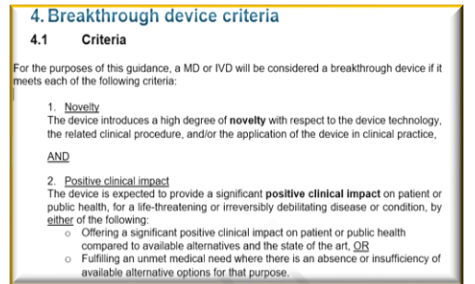 4. Breakthrough device criteria
4.1 Criteria
For the purposes of this guidance, a MD or IVD will be considered a breakthrough device if it
meets each of the following criteria:
1. Novelty
The device introduces a high degree of novelty with respect to the device technology,
the related clinical procedure, and/or the application of the device in clinical practice,
AND
2. Positive clinical impact
The device is expected to provide a significant positive clinical impact on patient or
public health, for a life-threatening or irreversibly debilitating disease or condition, by
either of the following:
o Offering a significant positive clinical impact on patient or public health
compared to available alternatives and the state of the art, OR
o Fulfilling an unmet medical need where there is an absence or insufficiency of
available alternative options for that purpose.